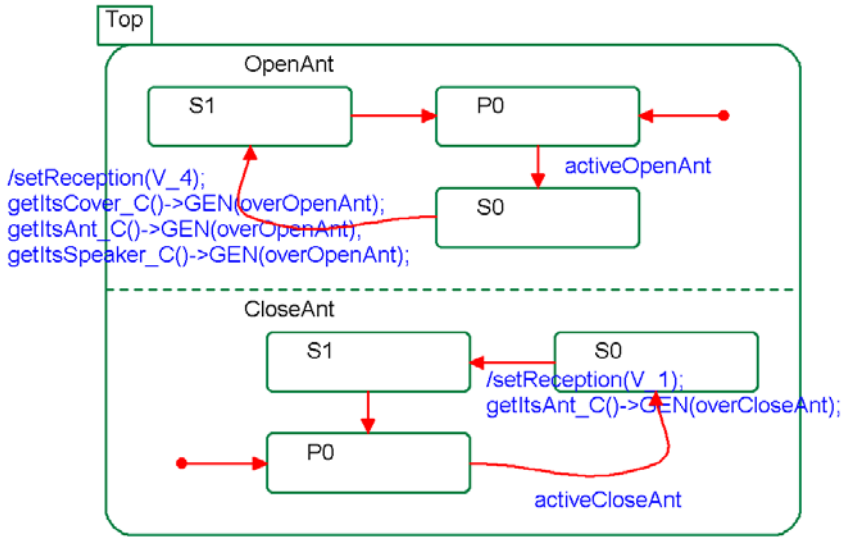 Top
OpenAnt
S1
P0
activeOpenAnt
/setReception(V_4);
getItsCover_C()->GEN(overOpenAnt);
getItsAnt_C()->GEN(overOpenAnt);
getItsSpeaker_C()->GEN(overOpenAnt);
S0
CloseAnt
S1
S0
/setReception(V_1);
getItsAnt_C()->GEN(overCloseAnt);
P0
activeCloseAnt